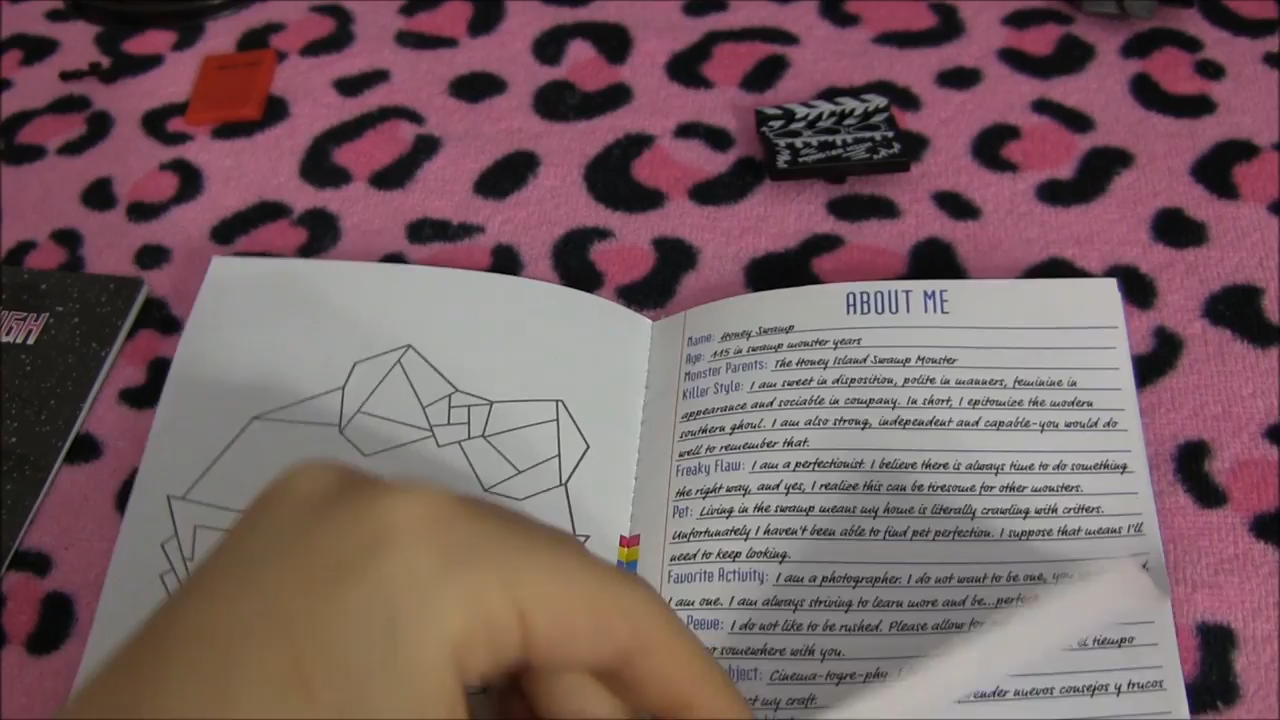 ABOUT ME
Name: Honey Swamp
Age: 115 in swamp monster years
Monster Parents: The Honey Island Swamp Monster
Killer Style: I am sweet in disposition, polite in manners, feminine in
appearance and sociable in company. In short, I epitomize the modern
southern ghoul. I am also strong, independent and capable-you would do
well to remember that.
Freaky Flaw: I am a perfectionist. I believe there is always time to do something
the right way, and yes, I realize this can be tiresome for other monsters.
Pet: Living in the swamp means my home is literally crawling with critters.
Unfortunately I haven't been able to find pet perfection. I suppose that means I'll
need to keep looking.
Favorite Activity: I am a photographer. I do not want to be one,
I am one. I am always striving to learn more and be...
Peeve: I do not like to be rushed. Please allow
el tiempo
somewhere with you.
Cinema-togre-phy.
nuevos consejos y trucos
my craft.